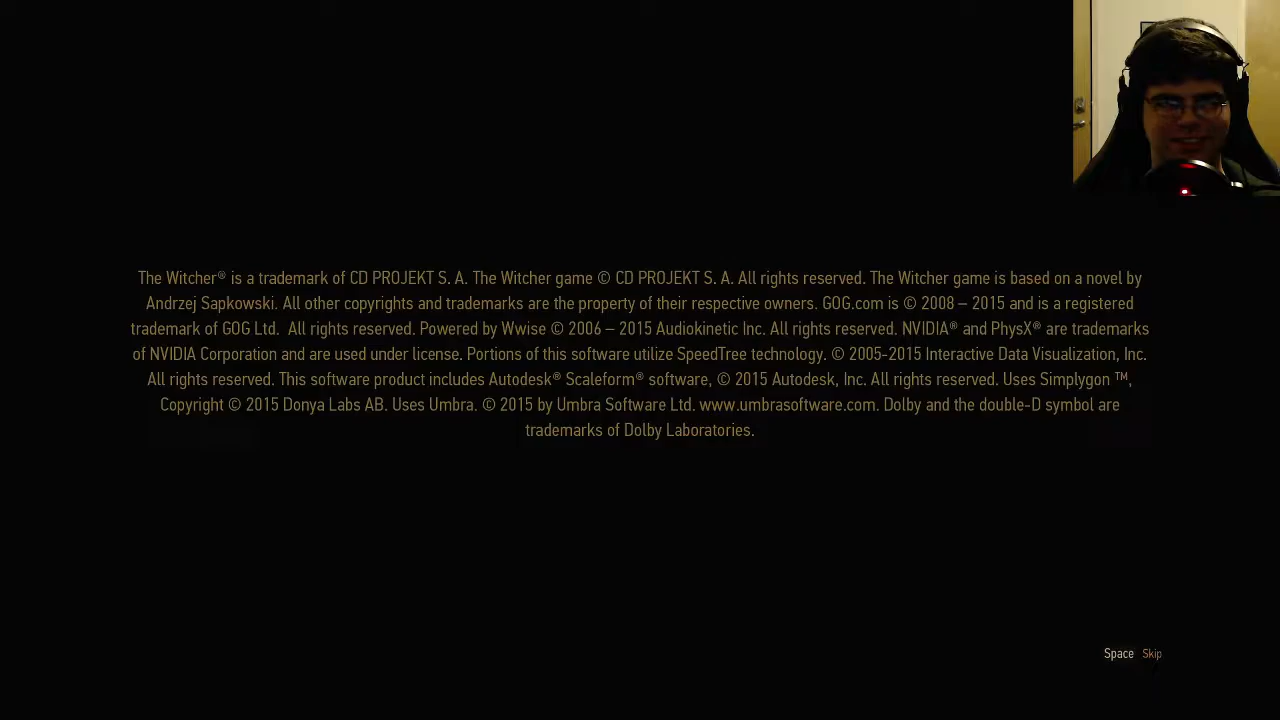 The Witcher® is a trademark of CD PROJEKT S. A. The Witcher game © CD PROJEKT S. A. All rights reserved. The Witcher game is based on a novel by
Andrzej Sapkowski. All other copyrights and trademarks are the property of their respective owners. GOG.com is © 2008 – 2015 and is a registered
trademark of GOG Ltd.  All rights reserved. Powered by Wwise © 2006 – 2015 Audiokinetic Inc. All rights reserved. NVIDIA® and PhysX® are trademarks
of NVIDIA Corporation and are used under license. Portions of this software utilize SpeedTree technology. © 2005-2015 Interactive Data Visualization, Inc.
All rights reserved. This software product includes Autodesk® Scaleform® software, © 2015 Autodesk, Inc. All rights reserved. Uses Simplygon ™,
Copyright © 2015 Donya Labs AB. Uses Umbra. © 2015 by Umbra Software Ltd. www.umbrasoftware.com. Dolby and the double-D symbol are
trademarks of Dolby Laboratories.
Space Skip